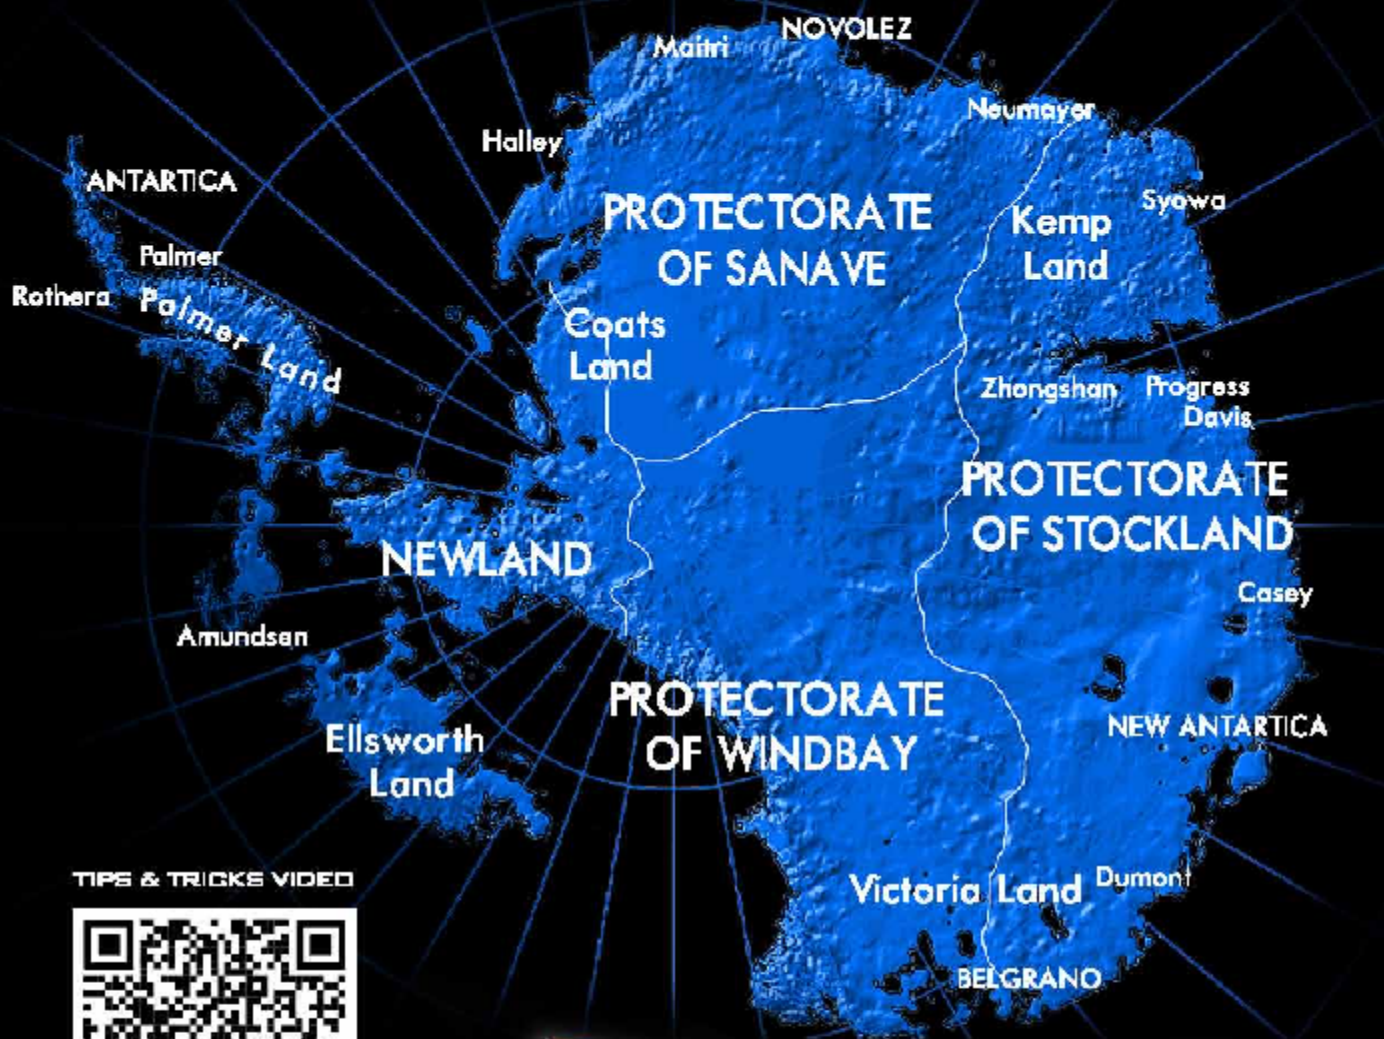 NOVOLEZ
Maitri
Neumayer
Halley
ANTARTICA
PROTECTORATE
OF SANAVE
Syowa
Kemp
Land
Palmer
Rothera
Palmer Land
Coats
Land
Zhongshan
Progress
Davis
PROTECTORATE
OF STOCKLAND
NEWLAND
Casey
Amundsen
PROTECTORATE
OF WINDBAY
NEW ANTARTICA
Ellsworth
Land
TIPS & TRICKS VIDEO
Victoria Land
Dumont
BELGRANO